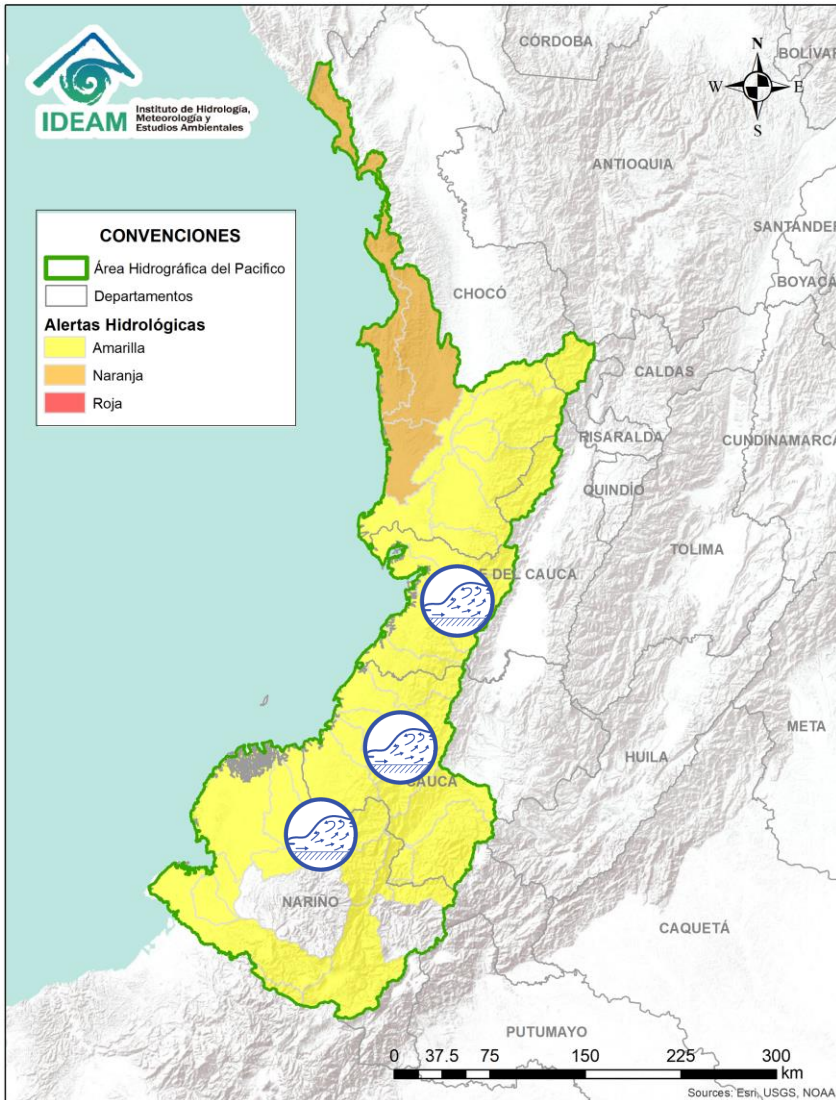 CÓRDOBA
BOLÍVAR
N
W E
S
IDEAM
Instituto de Hidrología,
Meteorología y
Estudios Ambientales
ANTIOQUIA
CONVENCIONES
Área Hidrográfica del Pacifico
Departamentos
Alertas Hidrológicas
Amarilla
Naranja
Roja
SANTANDER
BOYACÁ
CHOCÓ
CALDAS
RISARALDA
CUNDINAMARCA
QUINDÍO
TOLIMA
E DEL CAUCA
META
HUILA
CAUCA
NARIÑO
CAQUETÁ
PUTUMAYO
0 37.5 75 150 225 300
km
Sources: Esri, USGS, NOAA